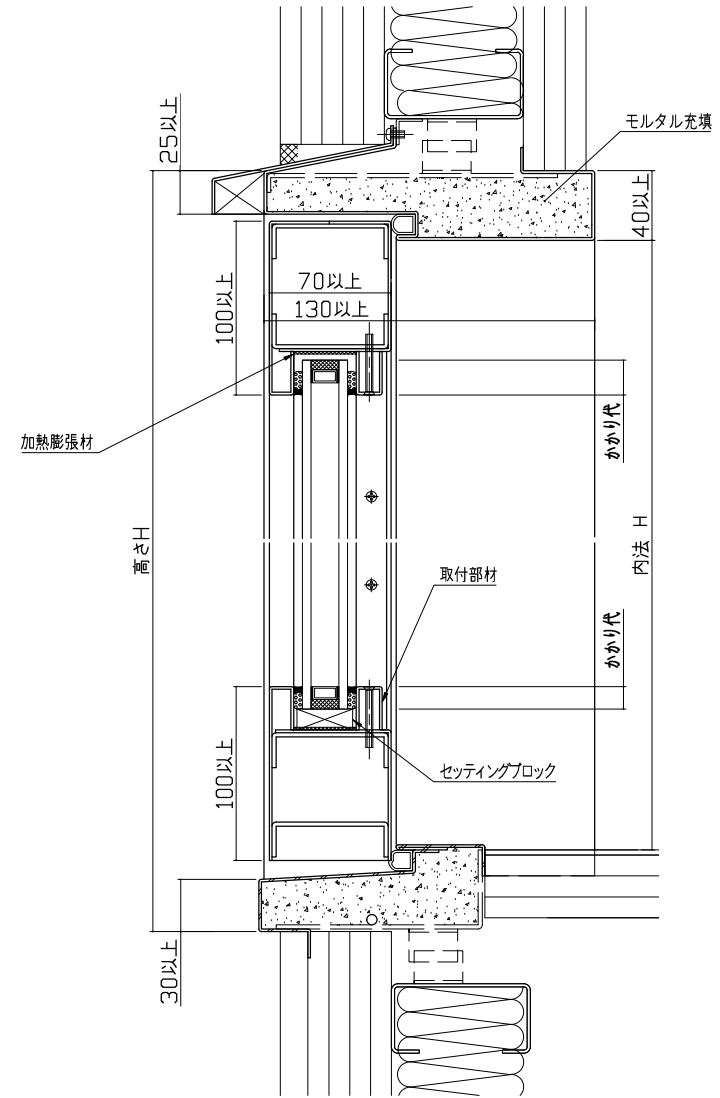 モルタル充填
25以上
40以上
70以上
130以上
100以上
加熱膨張材
かかり代
高さH
内法 H
取付部材
かかり代
100以上
セッティングブロック
30以上